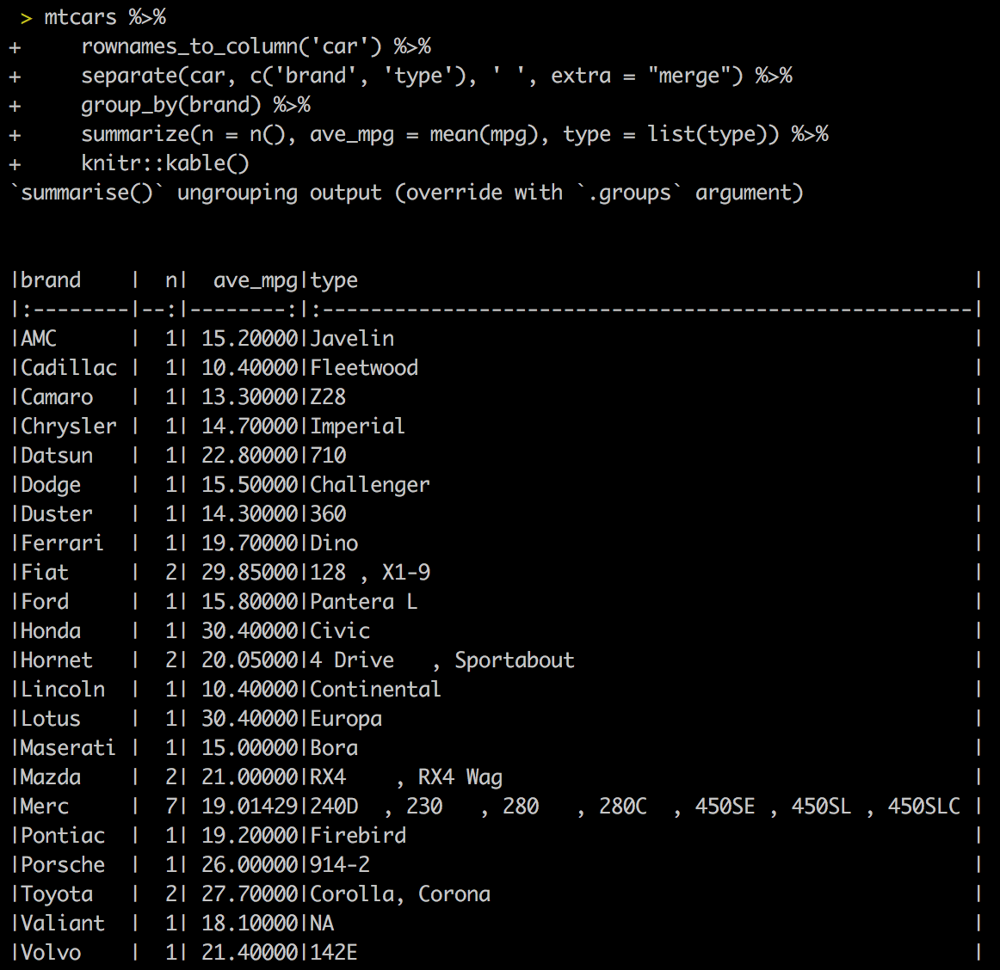 > mtcars %>%
+     rownames_to_column('car') %>%
+     separate(car, c('brand', 'type'), ' ', extra = "merge") %>%
+     group_by(brand) %>%
+     summarize(n = n(), ave_mpg = mean(mpg), type = list(type)) %>%
+     knitr::kable()
`summarise()` ungrouping output (override with `.groups` argument)
|brand    |  n|  ave_mpg|type                                                   |
|:--------|--:|--------:|:------------------------------------------------------|
|AMC      |  1| 15.20000|Javelin                                                |
|Cadillac |  1| 10.40000|Fleetwood                                              |
|Camaro   |  1| 13.30000|Z28                                                    |
|Chrysler |  1| 14.70000|Imperial                                               |
|Datsun   |  1| 22.80000|710                                                    |
|Dodge    |  1| 15.50000|Challenger                                             |
|Duster   |  1| 14.30000|360                                                    |
|Ferrari  |  1| 19.70000|Dino                                                   |
|Fiat     |  2| 29.85000|128 , X1-9                                             |
|Ford     |  1| 15.80000|Pantera L                                              |
|Honda    |  1| 30.40000|Civic                                                  |
|Hornet   |  2| 20.05000|4 Drive   , Sportabout                                 |
|Lincoln  |  1| 10.40000|Continental                                            |
|Lotus    |  1| 30.40000|Europa                                                 |
|Maserati |  1| 15.00000|Bora                                                   |
|Mazda    |  2| 21.00000|RX4    , RX4 Wag                                       |
|Merc     |  7| 19.01429|240D  , 230   , 280   , 280C  , 450SE , 450SL , 450SLC |
|Pontiac  |  1| 19.20000|Firebird                                               |
|Porsche  |  1| 26.00000|914-2                                                  |
|Toyota   |  2| 27.70000|Corolla, Corona                                        |
|Valiant  |  1| 18.10000|NA                                                     |
|Volvo    |  1| 21.40000|142E                                                   |